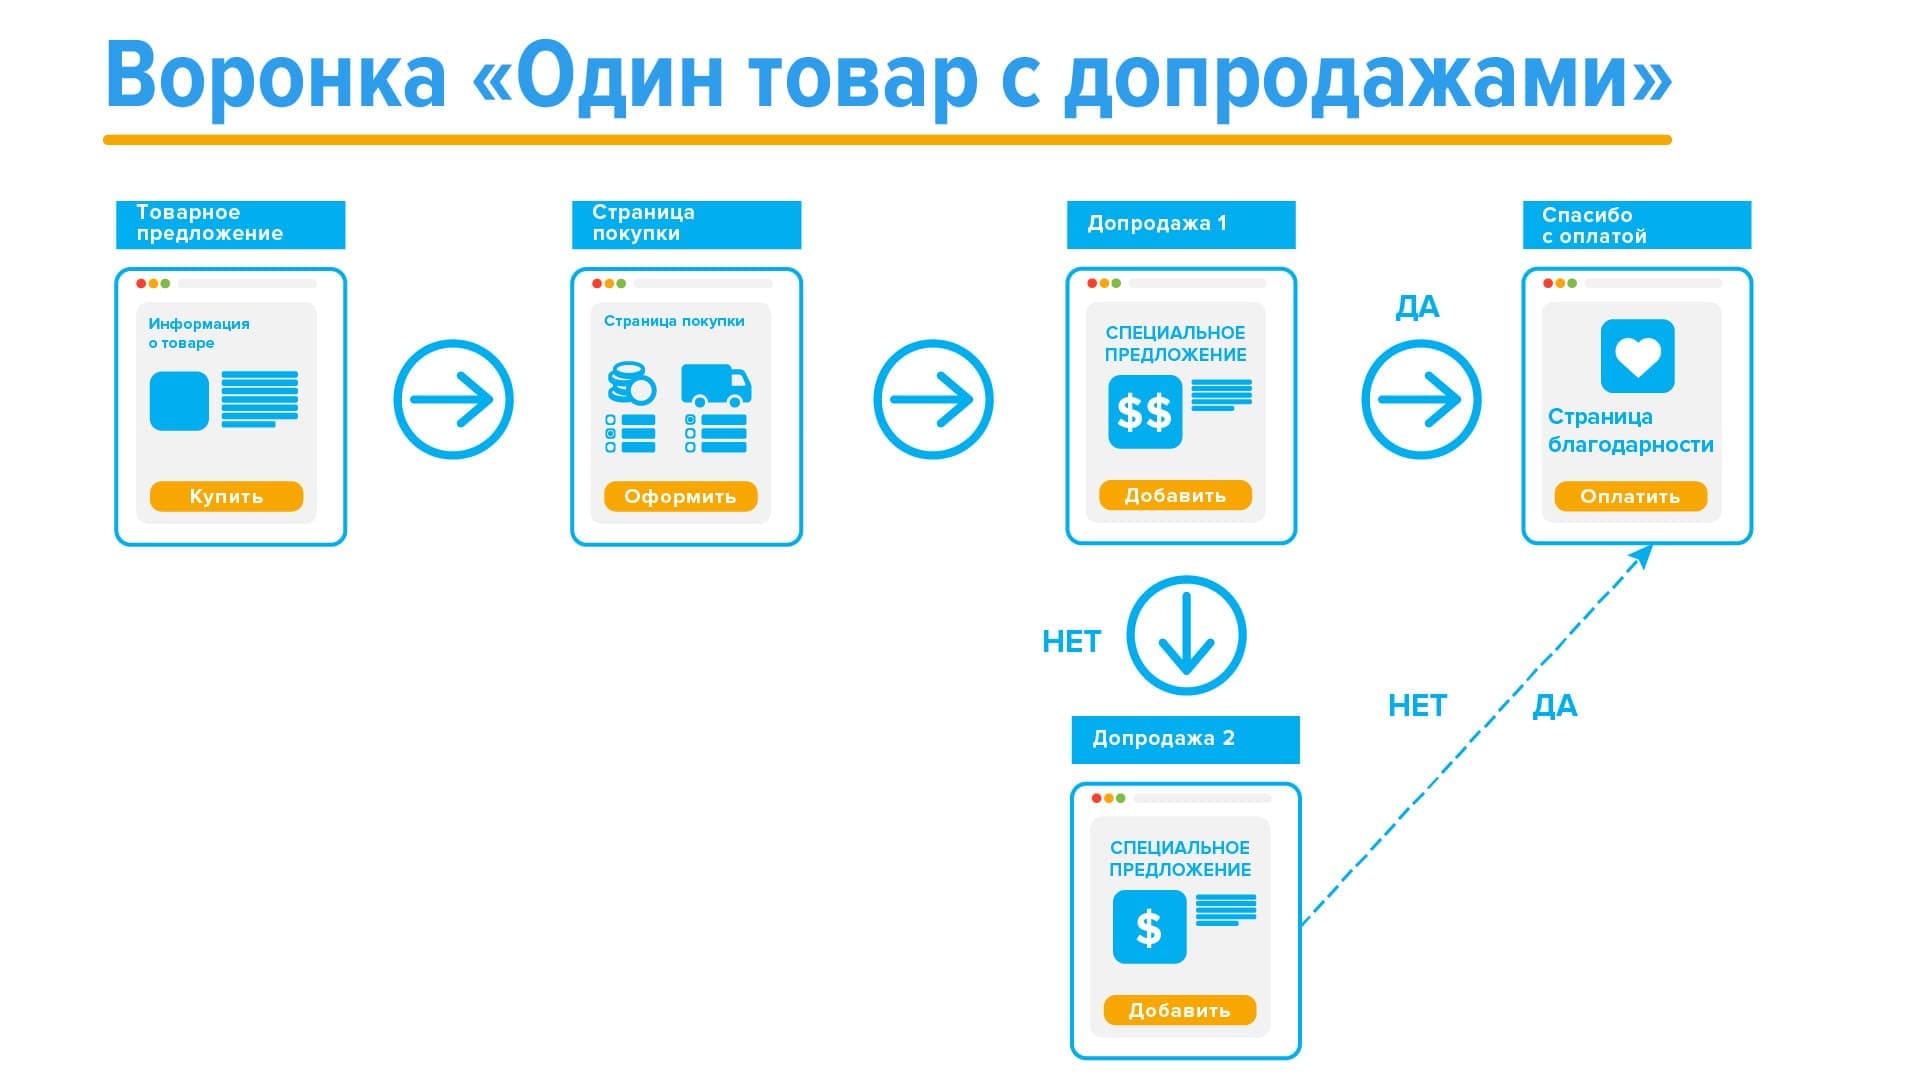 Воронка «Один товар с допродажами»
Товарное
предложение
Информация
о товаре
Купить
Страница
покупки
Страница покупки
Оформить
Допродажа 1
СПЕЦИАЛЬНОЕ
ПРЕДЛОЖЕНИЕ
$$
Добавить
ДА
Спасибо
с оплатой
Страница
благодарности
Оплатить
НЕТ
НЕТ
ДА
Допродажа 2
СПЕЦИАЛЬНОЕ
ПРЕДЛОЖЕНИЕ
$
Добавить